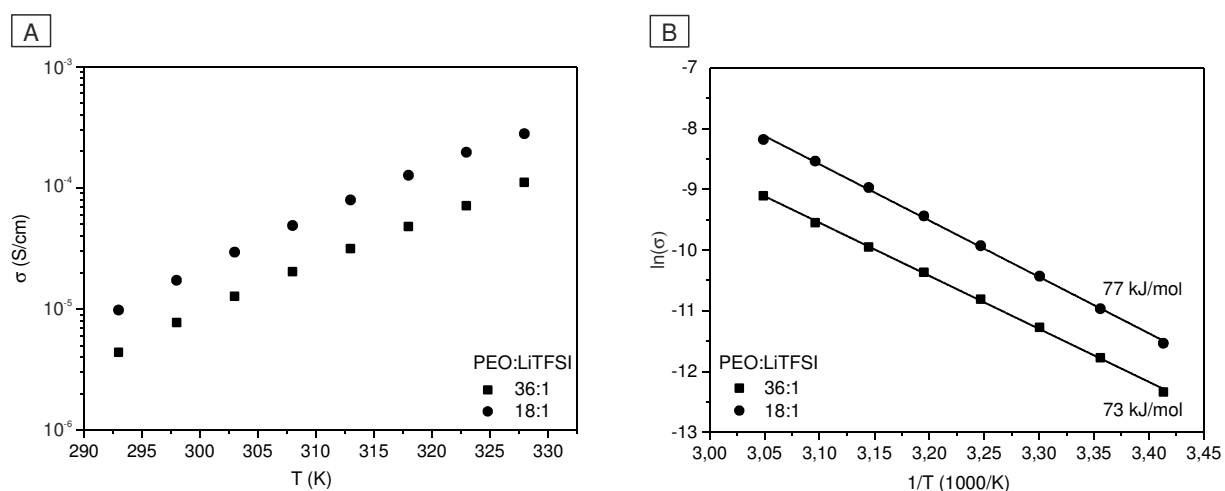 A
10⁻³
10⁻⁴
10⁻⁵
10⁻⁶
σ (S/cm)
290 295 300 305 310 315 320 325 330
T (K)
PEO:LiTFSI
36:1
18:1
B
-7
-8
-9
-10
-11
-12
-13
ln(σ)
3,00 3,05 3,10 3,15 3,20 3,25 3,30 3,35 3,40 3,45
1/T (1000/K)
77 kJ/mol
73 kJ/mol
PEO:LiTFSI
36:1
18:1